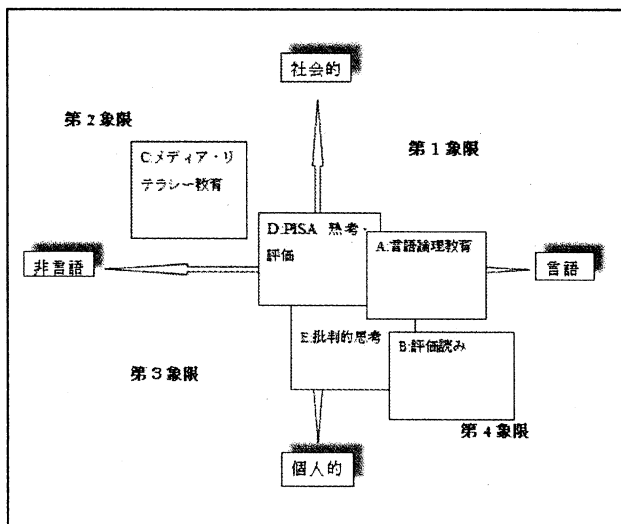 社会的
第2象限
第1象限
C:メディア・リ
テラシー教育
D:PISA 熟考・
評価
A:言語論理教育
非言語
言語
E:批判的思考
B:評価読み
第3象限
第4象限
個人的